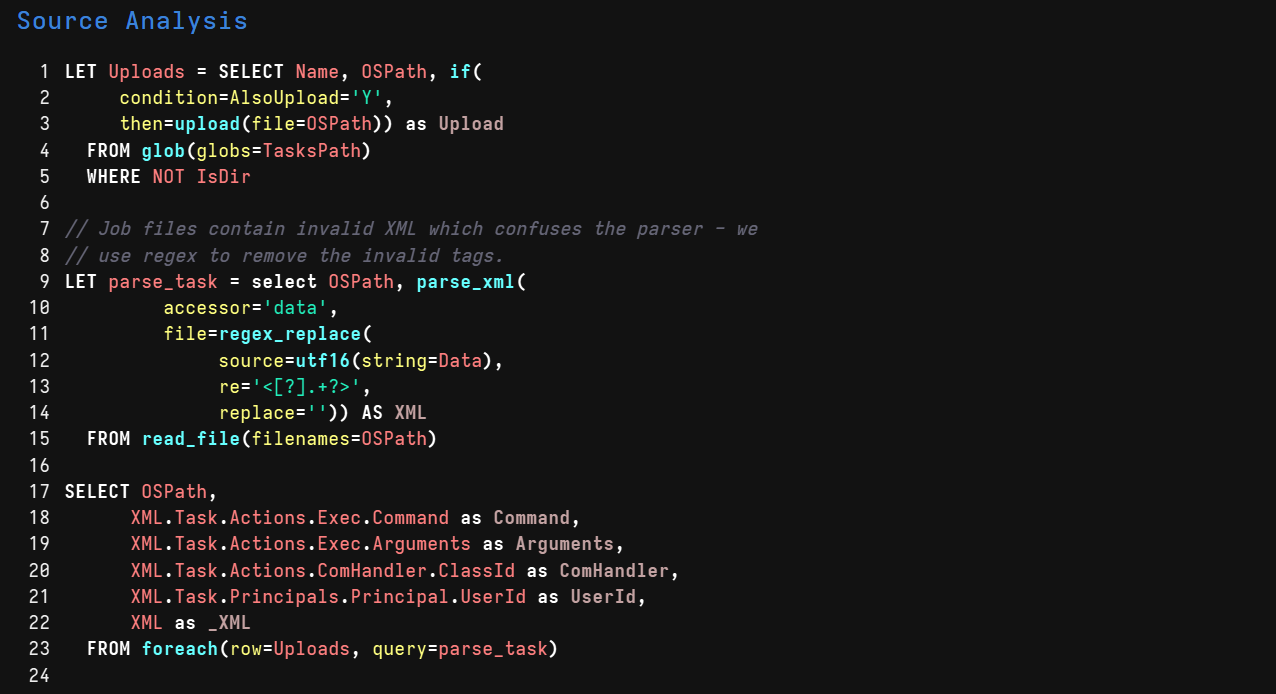 Source Analysis
1 LET Uploads = SELECT Name, OSPath, if(
2      condition=AlsoUpload='Y',
3      then=upload(file=OSPath)) as Upload
4   FROM glob(globs=TasksPath)
5   WHERE NOT IsDir
6
7 // Job files contain invalid XML which confuses the parser - we
8 // use regex to remove the invalid tags.
9 LET parse_task = select OSPath, parse_xml(
10          accessor='data',
11          file=regex_replace(
12               source=utf16(string=Data),
13               re='<[?].+?>',
14               replace='')) AS XML
15   FROM read_file(filenames=OSPath)
16
17 SELECT OSPath,
18       XML.Task.Actions.Exec.Command as Command,
19       XML.Task.Actions.Exec.Arguments as Arguments,
20       XML.Task.Actions.ComHandler.ClassId as ComHandler,
21       XML.Task.Principals.Principal.UserId as UserId,
22       XML as _XML
23   FROM foreach(row=Uploads, query=parse_task)
24